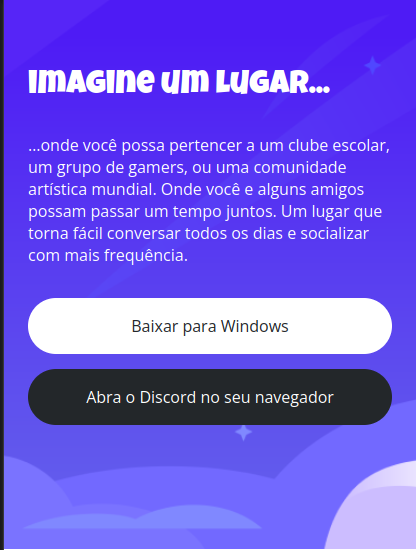 Imagine um lugar...
...onde você possa pertencer a um clube escolar,
um grupo de gamers, ou uma comunidade
artística mundial. Onde você e alguns amigos
possam passar um tempo juntos. Um lugar que
torna fácil conversar todos os dias e socializar
com mais frequência.
Baixar para Windows
Abra o Discord no seu navegador